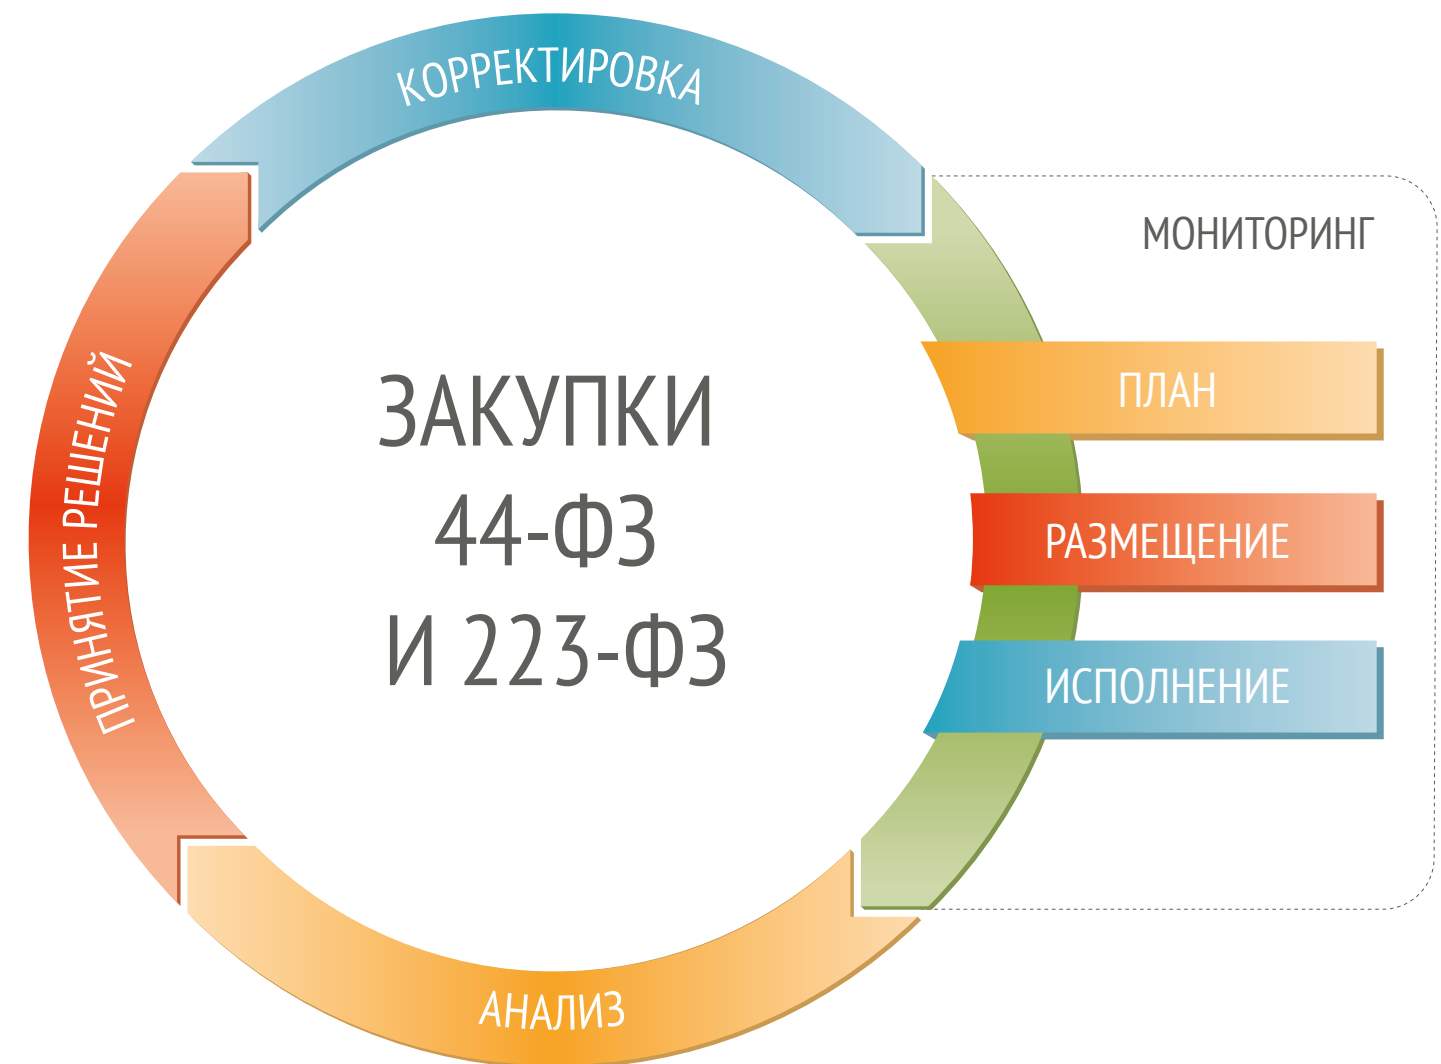 КОРРЕКТИРОВКА
МОНИТОРИНГ
ПЛАН
РАЗМЕЩЕНИЕ
ИСПОЛНЕНИЕ
АНАЛИЗ
ПРИНЯТИЕ РЕШЕНИЙ
ЗАКУПКИ
44-ФЗ
И 223-ФЗ